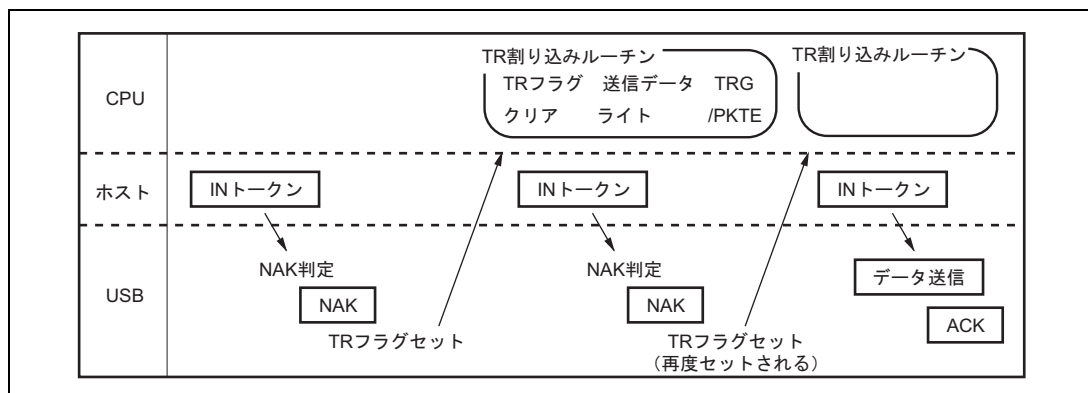 CPU
TR割り込みルーチン
TRフラグ 送信データ TRG
クリア ライト /PKTE
TR割り込みルーチン
ホスト
INトークン
INトークン
INトークン
USB
NAK判定
NAK
TRフラグセット
NAK判定
NAK
TRフラグセット
（再度セットされる）
データ送信
ACK